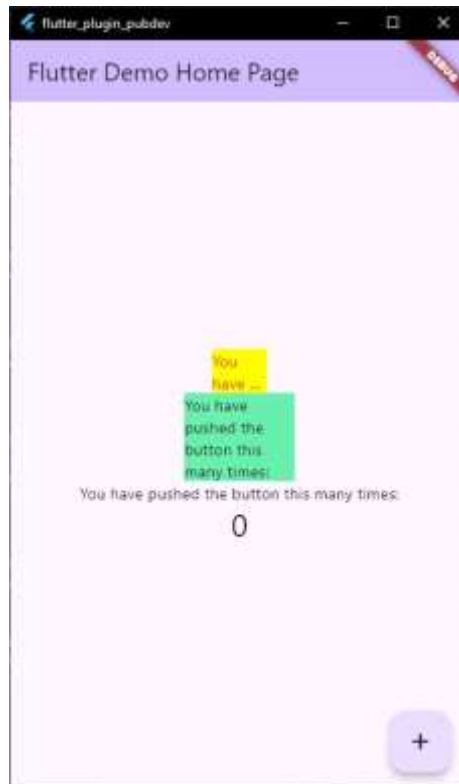 flutter_plugin_pubdev
Flutter Demo Home Page
DEBUG
You
have ...
You have
pushed the
button this
many times:
You have pushed the button this many times:
0
+